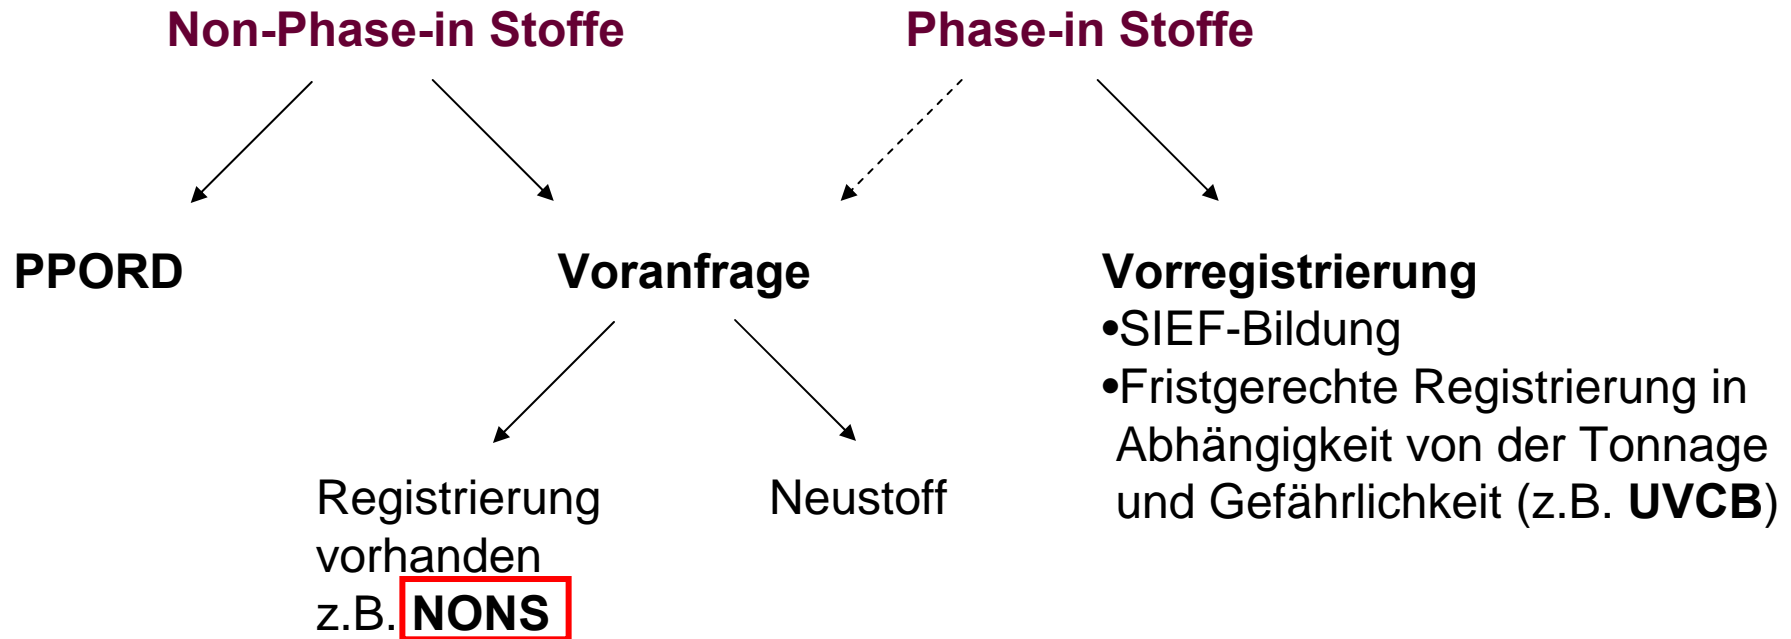 Non-Phase-in Stoffe
Phase-in Stoffe
PPORD
Voranfrage
Vorregistrierung
•SIEF-Bildung
•Fristgerechte Registrierung in
Abhängigkeit von der Tonnage
und Gefährlichkeit (z.B. UVCB)
Registrierung
vorhanden
z.B. NONS
Neustoff